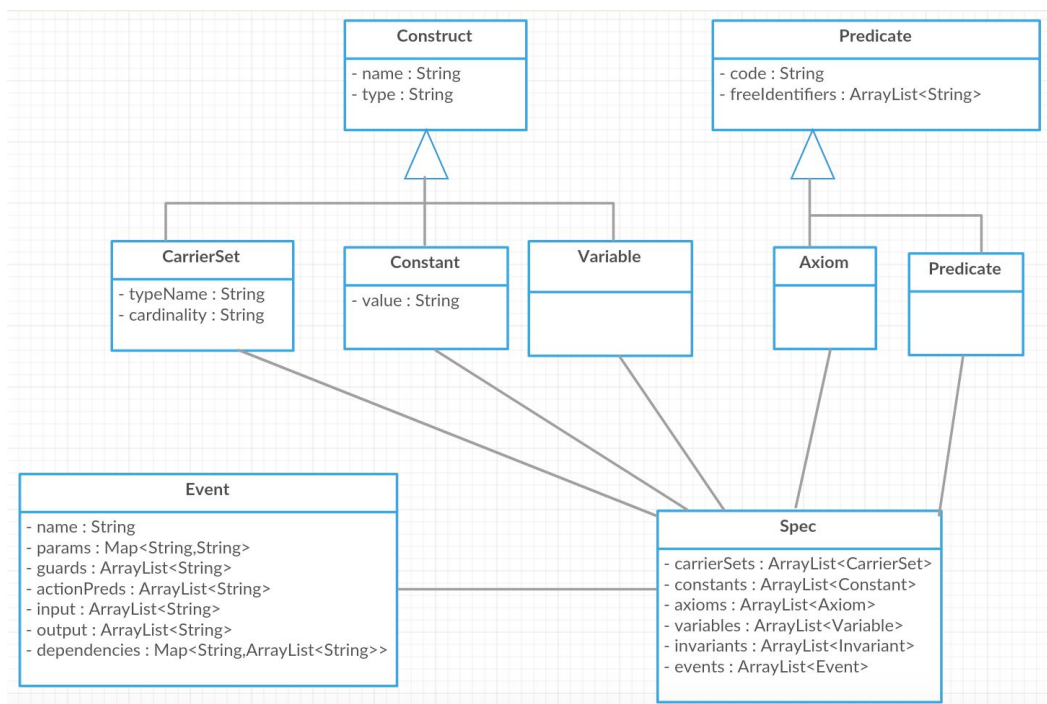 Construct
- name : String
- type : String
Predicate
- code : String
- freeIdentifiers : ArrayList<String>
CarrierSet
- typeName : String
- cardinality : String
Constant
- value : String
Variable
Axiom
Predicate
Event
- name : String
- params : Map<String,String>
- guards : ArrayList<String>
- actionPreds : ArrayList<String>
- input : ArrayList<String>
- output : ArrayList<String>
- dependencies : Map<String,ArrayList<String>>
Spec
- carrierSets : ArrayList<CarrierSet>
- constants : ArrayList<Constant>
- axioms : ArrayList<Axiom>
- variables : ArrayList<Variable>
- invariants : ArrayList<Invariant>
- events : ArrayList<Event>